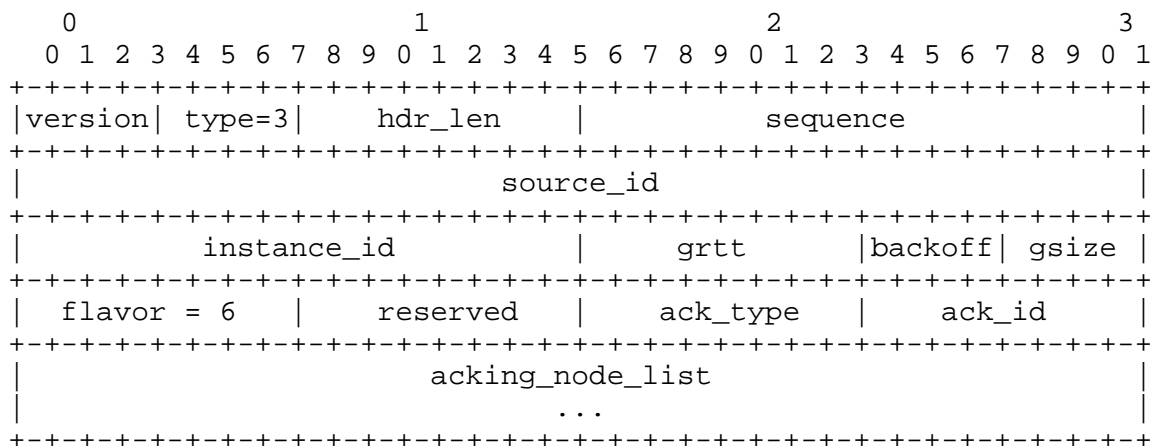 0                   1                   2                   3
   0 1 2 3 4 5 6 7 8 9 0 1 2 3 4 5 6 7 8 9 0 1 2 3 4 5 6 7 8 9 0 1
+-+-+-+-+-+-+-+-+-+-+-+-+-+-+-+-+-+-+-+-+-+-+-+-+-+-+-+-+-+-+-+-+
|version| type=3|    hdr_len    |          sequence             |
+-+-+-+-+-+-+-+-+-+-+-+-+-+-+-+-+-+-+-+-+-+-+-+-+-+-+-+-+-+-+-+-+
|                           source_id                           |
+-+-+-+-+-+-+-+-+-+-+-+-+-+-+-+-+-+-+-+-+-+-+-+-+-+-+-+-+-+-+-+-+
|          instance_id          |     grtt      |backoff| gsize |
+-+-+-+-+-+-+-+-+-+-+-+-+-+-+-+-+-+-+-+-+-+-+-+-+-+-+-+-+-+-+-+-+
|  flavor = 6   |    reserved   |    ack_type   |    ack_id     |
+-+-+-+-+-+-+-+-+-+-+-+-+-+-+-+-+-+-+-+-+-+-+-+-+-+-+-+-+-+-+-+-+
|                       acking_node_list                        |
|                              ...                              |
+-+-+-+-+-+-+-+-+-+-+-+-+-+-+-+-+-+-+-+-+-+-+-+-+-+-+-+-+-+-+-+-+